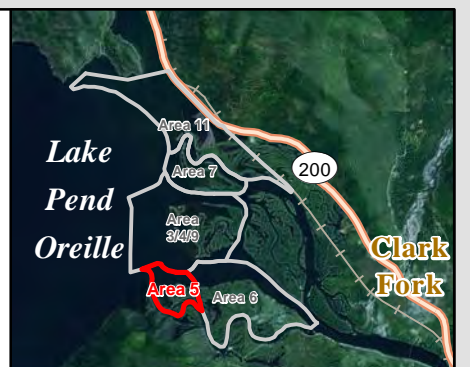 Area 11
Lake
Pend
Oreille
Area 7
200
Area
3/4/9
Clark
Fork
Area 5
Area 6